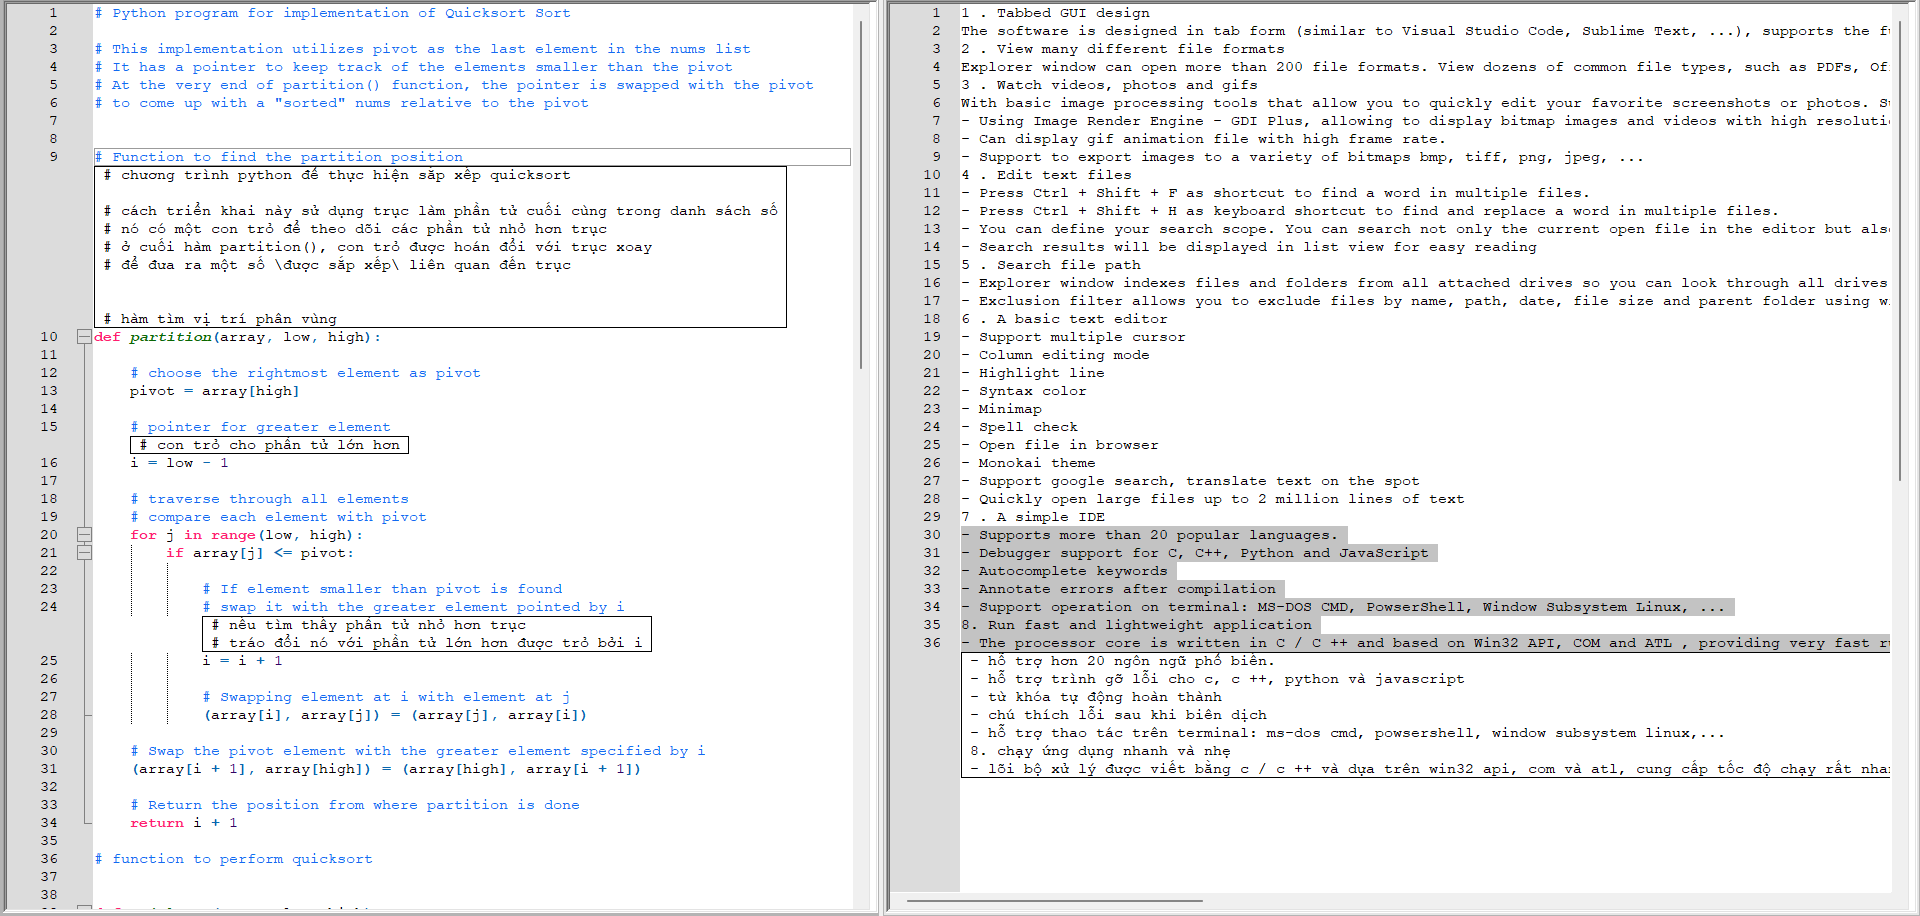 1 # Python program for implementation of Quicksort Sort
2
3 # This implementation utilizes pivot as the last element in the nums list
4 # It has a pointer to keep track of the elements smaller than the pivot
5 # At the very end of partition() function, the pointer is swapped with the pivot
6 # to come up with a "sorted" nums relative to the pivot
7
8
9 # Function to find the partition position
# chương trình python để thực hiện sắp xếp quicksort
# cách triển khai này sử dụng trục làm phần tử cuối cùng trong danh sách số
# nó có một con trỏ để theo dõi các phần tử nhỏ hơn trục
# ở cuối hàm partition(), con trỏ được hoán đổi với trục xoay
# để đưa ra một số \được sắp xếp\ liên quan đến trục
# hàm tìm vị trí phân vùng
10 def partition(array, low, high):
11
12 # choose the rightmost element as pivot
13 pivot = array[high]
14
15 # pointer for greater element
# con trỏ cho phần tử lớn hơn
16 i = low - 1
17
18 # traverse through all elements
19 # compare each element with pivot
20 for j in range(low, high):
21 if array[j] <= pivot:
22
23 # If element smaller than pivot is found
24 # swap it with the greater element pointed by i
# nếu tìm thấy phần tử nhỏ hơn trục
# tráo đổi nó với phần tử lớn hơn được trỏ bởi i
25 i = i + 1
26
27 # Swapping element at i with element at j
28 (array[i], array[j]) = (array[j], array[i])
29
30 # Swap the pivot element with the greater element specified by i
31 (array[i + 1], array[high]) = (array[high], array[i + 1])
32
33 # Return the position from where partition is done
34 return i + 1
35
36 # function to perform quicksort
37
38
1 1 . Tabbed GUI design
2 The software is designed in tab form (similar to Visual Studio Code, Sublime Text, ...), supports the
3 2 . View many different file formats
4 Explorer window can open more than 200 file formats. View dozens of common file types, such as PDFs,
5 3 . Watch videos, photos and gifs
6 With basic image processing tools that allow you to quickly edit your favorite screenshots or photos.
7 - Using Image Render Engine - GDI Plus, allowing to display bitmap images and videos with high
8 - Can display gif animation file with high frame rate.
9 - Support to export images to a variety of bitmaps bmp, tiff, png, jpeg, ...
10 4 . Edit text files
11 - Press Ctrl + Shift + F as shortcut to find a word in multiple files.
12 - Press Ctrl + Shift + H as keyboard shortcut to find and replace a word in multiple files.
13 - You can define your search scope. You can search not only the current open file in the editor but
14 - Search results will be displayed in list view for easy reading
15 5 . Search file path
16 - Explorer window indexes files and folders from all attached drives so you can look through all drives
17 - Exclusion filter allows you to exclude files by name, path, date, file size and parent folder using
18 6 . A basic text editor
19 - Support multiple cursor
20 - Column editing mode
21 - Highlight line
22 - Syntax color
23 - Minimap
24 - Spell check
25 - Open file in browser
26 - Monokai theme
27 - Support google search, translate text on the spot
28 - Quickly open large files up to 2 million lines of text
29 7 . A simple IDE
30 - Supports more than 20 popular languages.
31 - Debugger support for C, C++, Python and JavaScript
32 - Autocomplete keywords
33 - Annotate errors after compilation
34 - Support operation on terminal: MS-DOS CMD, PowserShell, Window Subsystem Linux, ...
35 8. Run fast and lightweight application
36 - The processor core is written in C / C ++ and based on Win32 API, COM and ATL , providing very fast
- hỗ trợ hơn 20 ngôn ngữ phổ biến.
- hỗ trợ trình gỡ lỗi cho c, c ++, python và javascript
- từ khóa tự động hoàn thành
- chú thích lỗi sau khi biên dịch
- hỗ trợ thao tác trên terminal: ms-dos cmd, powsershell, window subsystem linux,...
8. chạy ứng dụng nhanh và nhẹ
- lõi bộ xử lý được viết bằng c / c ++ và dựa trên win32 api, com và atl, cung cấp tốc độ chạy rất